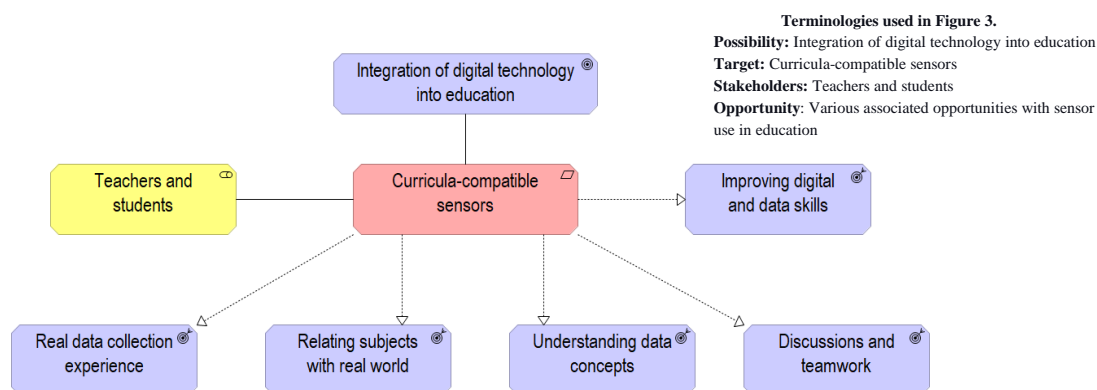 Terminologies used in Figure 3.
Possibility: Integration of digital technology into education
Target: Curricula-compatible sensors
Stakeholders: Teachers and students
Opportunity: Various associated opportunities with sensor
use in education
Integration of digital technology
into education
Teachers and
students
Curricula-compatible
sensors
Improving digital
and data skills
Real data collection
experience
Relating subjects
with real world
Understanding data
concepts
Discussions and
teamwork